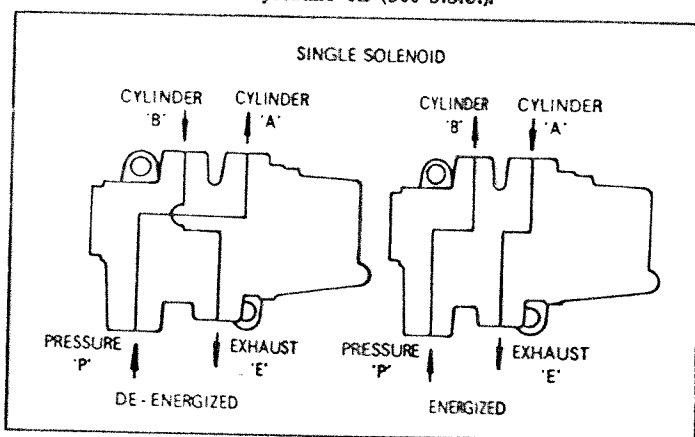 SINGLE SOLENOID
CYLINDER CYLINDER CYLINDER CYLINDER
'B' 'A' 'B' 'A'
PRESSURE EXHAUST PRESSURE EXHAUST
'P' 'E' 'P' 'E'
DE-ENERGIZED ENERGIZED